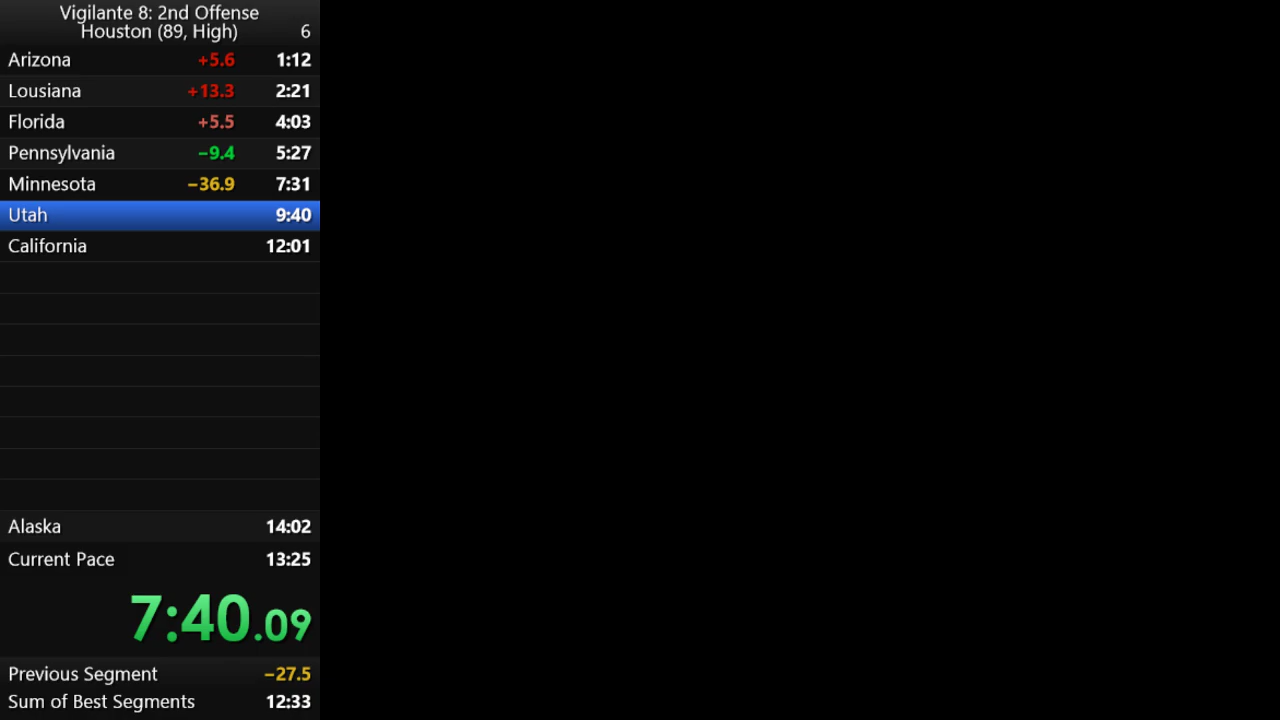 Vigilante 8: 2nd Offense
Houston (89, High) 6
Arizona +5.6 1:12
Lousiana +13.3 2:21
Florida +5.5 4:03
Pennsylvania −9.4 5:27
Minnesota −36.9 7:31
Utah 9:40
California 12:01
Alaska 14:02
Current Pace 13:25
7:40.09
Previous Segment −27.5
Sum of Best Segments 12:33